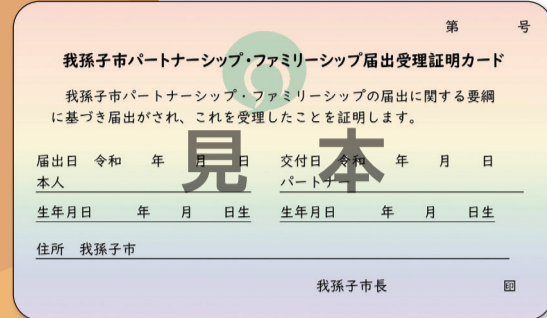 第 号
我孫子市パートナーシップ・ファミリーシップ届出受理証明カード
我孫子市パートナーシップ・ファミリーシップの届出に関する要綱
に基づき届出がされ、これを受理したことを証明します。
見本
届出日 令和 年 月 日 交付日 令和 年 月 日
本人 パートナー
生年月日 年 月 日生 生年月日 年 月 日生
住所 我孫子市
我孫子市長 印